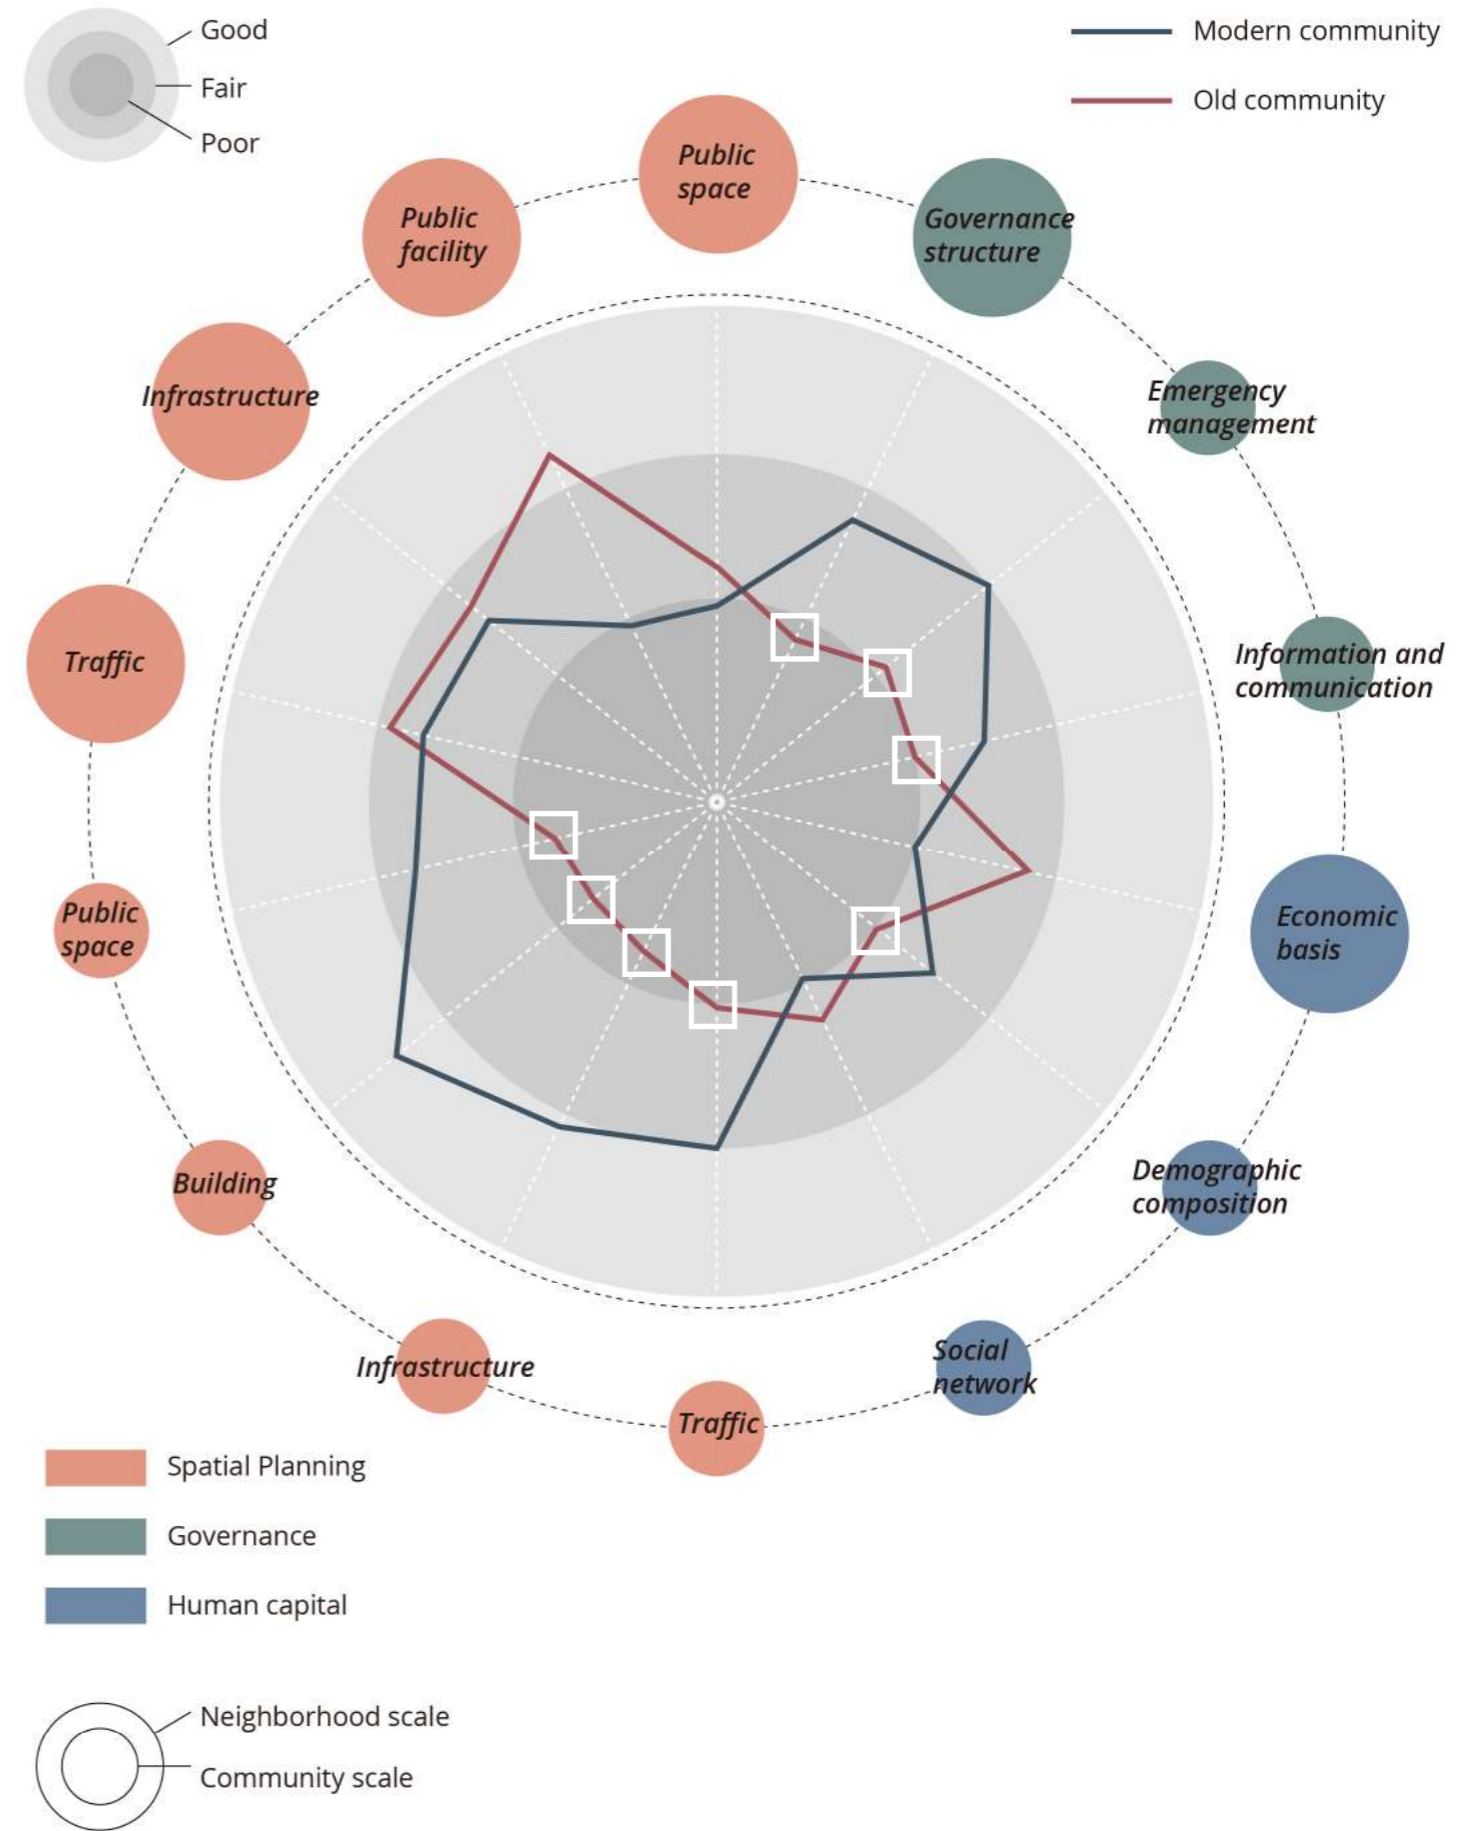 Good
Fair
Poor
Modern community
Old community
Public
space
Public
facility
Governance
structure
Infrastructure
Emergency
management
Traffic
Information and
communication
Public
space
Economic
basis
Building
Demographic
composition
Infrastructure
Social
network
Traffic
Spatial Planning
Governance
Human capital
Neighborhood scale
Community scale